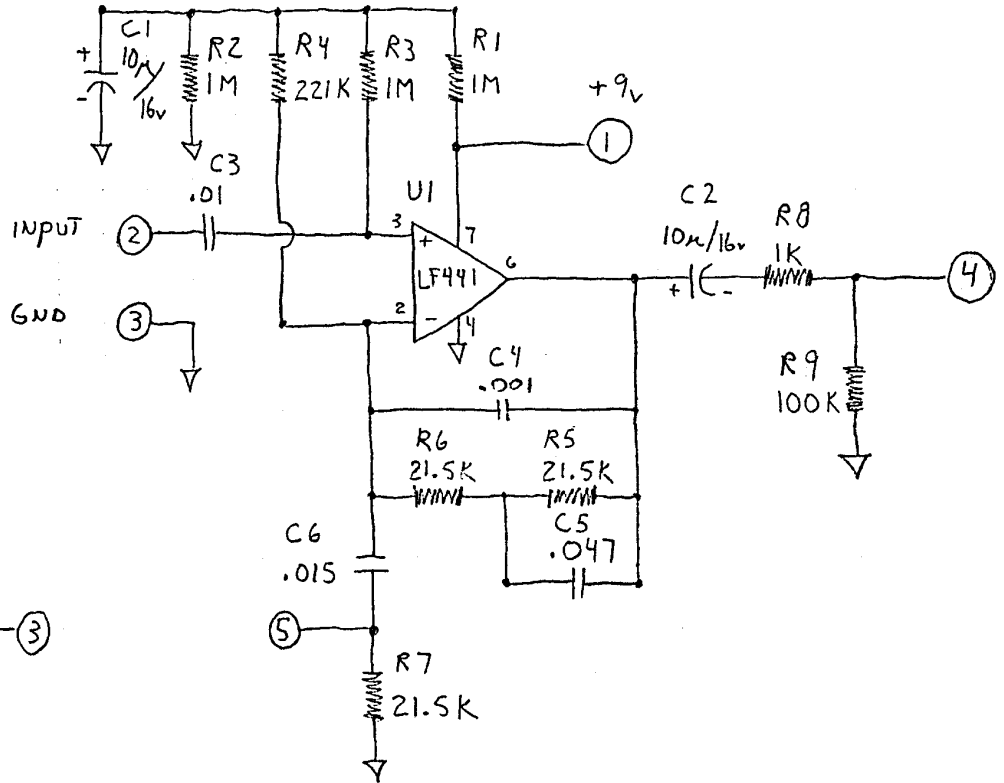 C1
+
10μ/16v
-
R2
1M
R4
221K
R3
1M
R1
1M
+9v
1
C3
.01
U1
INPUT
2
3
+
7
LF441
6
C2
10μ/16v
+
-
R8
1K
4
GND
3
2
-
4
C4
.001
R9
100K
R6
21.5K
R5
21.5K
C5
.047
C6
.015
3
5
R7
21.5K